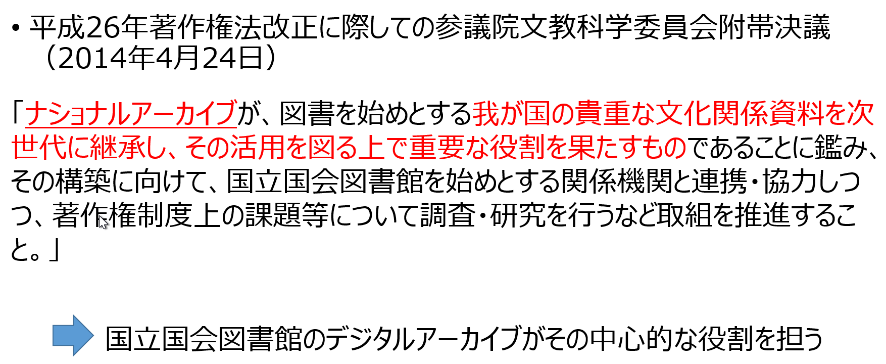 • 平成26年著作権法改正に際しての参議院文教科学委員会附帯決議
（2014年4月24日）
「ナショナルアーカイブが、図書を始めとする我が国の貴重な文化関係資料を次
世代に継承し、その活用を図る上で重要な役割を果たすものであることに鑑み、
その構築に向けて、国立国会図書館を始めとする関係機関と連携・協力しつ
つ、著作権制度上の課題等について調査・研究を行うなど取組を推進するこ
と。」
国立国会図書館のデジタルアーカイブがその中心的な役割を担う